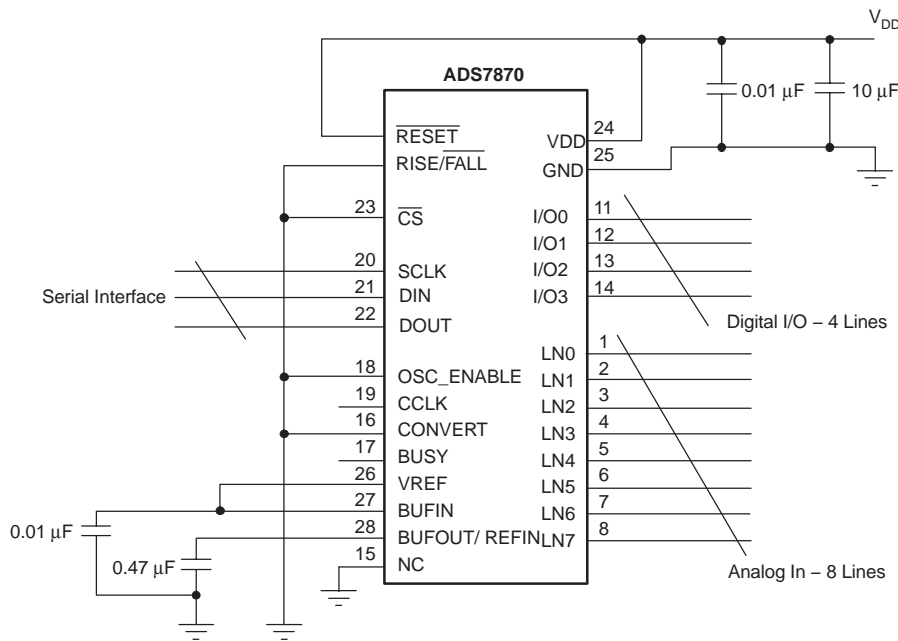 V_DD
ADS7870
0.01 μF
10 μF
RESET
RISE/FALL
23
CS
20
SCLK
21
DIN
22
DOUT
Serial Interface
18
OSC_ENABLE
19
CCLK
16
CONVERT
17
BUSY
26
VREF
27
BUFIN
28
BUFOUT/ REFIN
15
NC
0.01 μF
0.47 μF
24
VDD
25
GND
11
I/O0
12
I/O1
13
I/O2
14
I/O3
Digital I/O – 4 Lines
1
LN0
2
LN1
3
LN2
4
LN3
5
LN4
6
LN5
7
LN6
8
LN7
Analog In – 8 Lines